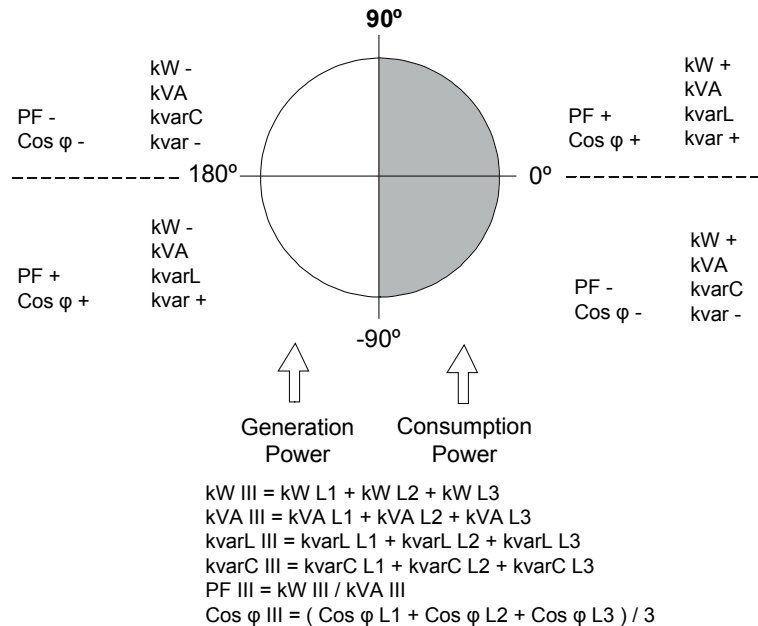 90º
kW -
kVA
kvarC
kvar -
PF -
Cos φ -
kW +
kVA
kvarL
kvar +
PF +
Cos φ +
180º
0º
kW -
kVA
kvarL
kvar +
PF +
Cos φ +
kW +
kVA
kvarC
kvar -
PF -
Cos φ -
-90º
Generation
Power
Consumption
Power
kW III = kW L1 + kW L2 + kW L3
kVA III = kVA L1 + kVA L2 + kVA L3
kvarL III = kvarL L1 + kvarL L2 + kvarL L3
kvarC III = kvarC L1 + kvarC L2 + kvarC L3
PF III = kW III / kVA III
Cos φ III = ( Cos φ L1 + Cos φ L2 + Cos φ L3 ) / 3